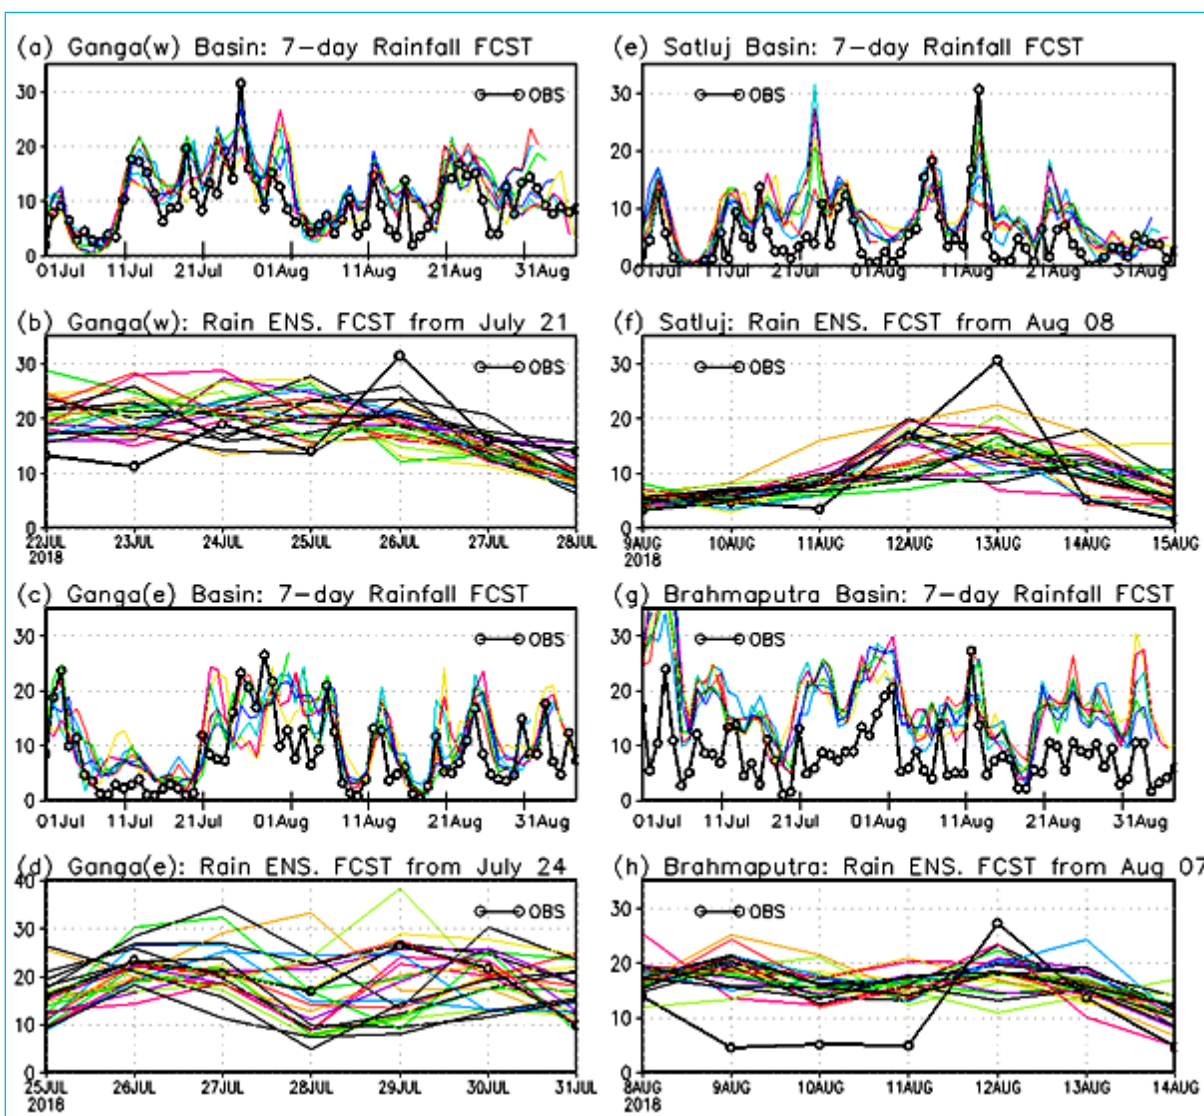 (a) Ganga(w) Basin: 7-day Rainfall FCST
30
20
10
0
OBS
01Jul 11Jul 21Jul 01Aug 11Aug 21Aug 31Aug
(b) Ganga(w): Rain ENS. FCST from July 21
30
20
10
0
OBS
22JUL 23JUL 24JUL 25JUL 26JUL 27JUL 28JUL
2018
(c) Ganga(e) Basin: 7-day Rainfall FCST
30
20
10
0
OBS
01Jul 11Jul 21Jul 01Aug 11Aug 21Aug 31Aug
(d) Ganga(e): Rain ENS. FCST from July 24
40
30
20
10
0
OBS
25JUL 26JUL 27JUL 28JUL 29JUL 30JUL 31JUL
2018
(e) Satluj Basin: 7-day Rainfall FCST
30
20
10
0
OBS
01Jul 11Jul 21Jul 01Aug 11Aug 21Aug 31Aug
(f) Satluj: Rain ENS. FCST from Aug 08
30
20
10
0
OBS
9AUG 10AUG 11AUG 12AUG 13AUG 14AUG 15AUG
2018
(g) Brahmaputra Basin: 7-day Rainfall FCST
30
20
10
0
OBS
01Jul 11Jul 21Jul 01Aug 11Aug 21Aug 31Aug
(h) Brahmaputra: Rain ENS. FCST from Aug 07
30
20
10
0
OBS
8AUG 9AUG 10AUG 11AUG 12AUG 13AUG 14AUG
2018